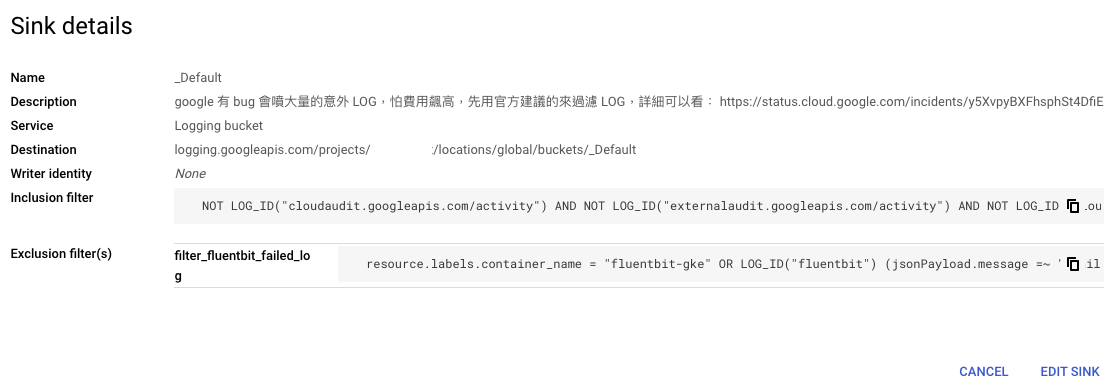 Sink details
Name _Default
Description google 有 bug 會噴大量的意外 LOG，怕費用飆高，先用官方建議的來過濾 LOG，詳細可以看： https://status.cloud.google.com/incidents/y5XvpyBXFhsphSt4DfiE
Service Logging bucket
Destination logging.googleapis.com/projects/ :/locations/global/buckets/_Default
Writer identity None
Inclusion filter NOT LOG_ID("cloudaudit.googleapis.com/activity") AND NOT LOG_ID("externalaudit.googleapis.com/activity") AND NOT LOG_ID .ou
Exclusion filter(s) filter_fluentbit_failed_lo resource.labels.container_name = "fluentbit-gke" OR LOG_ID("fluentbit") (jsonPayload.message =~ " il
g
CANCEL EDIT SINK